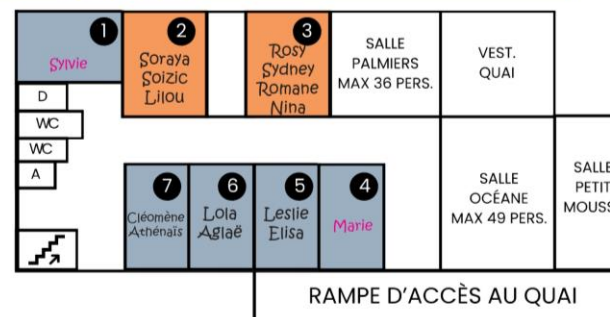 1
Sylvie
2
Soraya
Soizic
Lilou
3
Rosy
Sydney
Romane
Nina
SALLE
PALMIERS
MAX 36 PERS.
VEST.
QUAI
D
WC
WC
A
7
Cléomène
Athénaïs
6
Lola
Aglaë
5
Leslie
Elisa
4
Marie
SALLE
OCÉANE
MAX 49 PERS.
SALLE
PETIT
MOUSS
RAMPE D'ACCÈS AU QUAI